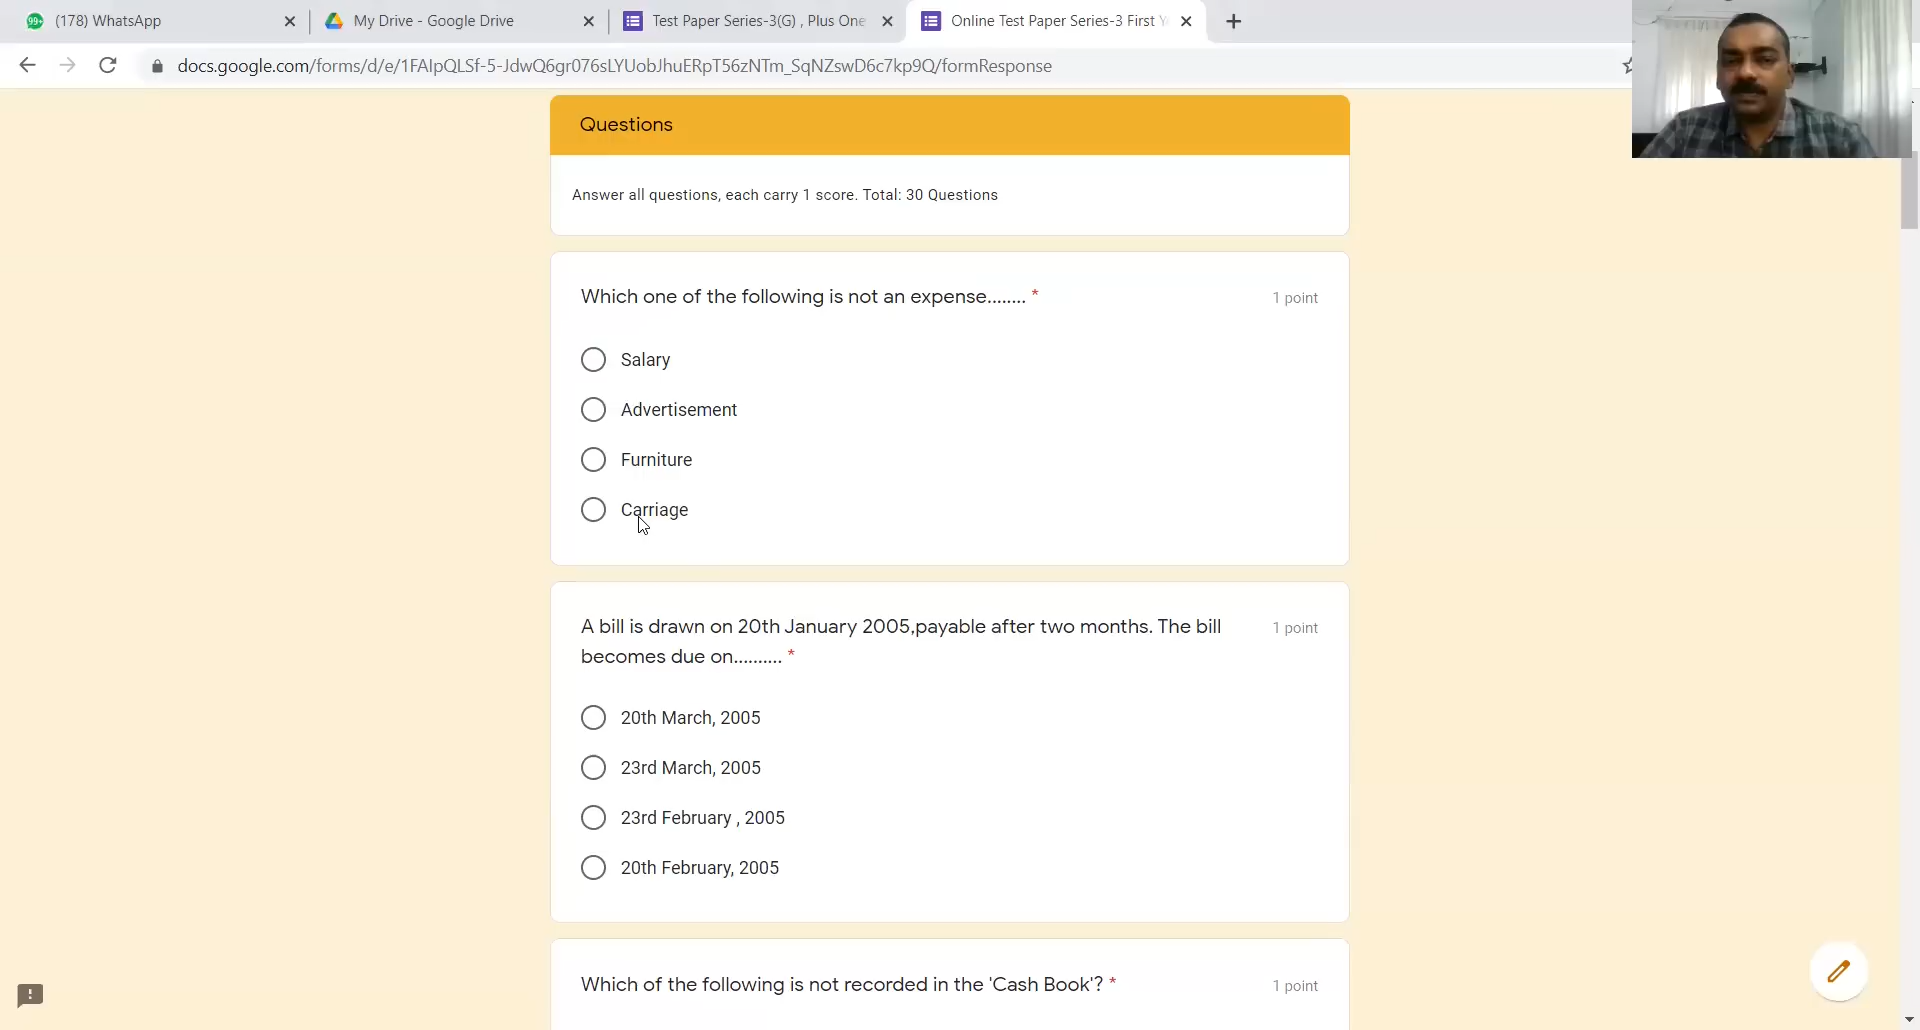 99+ (178) WhatsApp
My Drive - Google Drive
Test Paper Series-3(G) , Plus One
Online Test Paper Series-3 First Y
docs.google.com/forms/d/e/1FAIpQLSf-5-JdwQ6gr076sLYUobJhuERpT56zNTm_SqNZswD6c7kp9Q/formResponse
Questions
Answer all questions, each carry 1 score. Total: 30 Questions
Which one of the following is not an expense........ *
1 point
Salary
Advertisement
Furniture
Carriage
A bill is drawn on 20th January 2005,payable after two months. The bill
becomes due on.......... *
1 point
20th March, 2005
23rd March, 2005
23rd February , 2005
20th February, 2005
Which of the following is not recorded in the 'Cash Book'? *
1 point